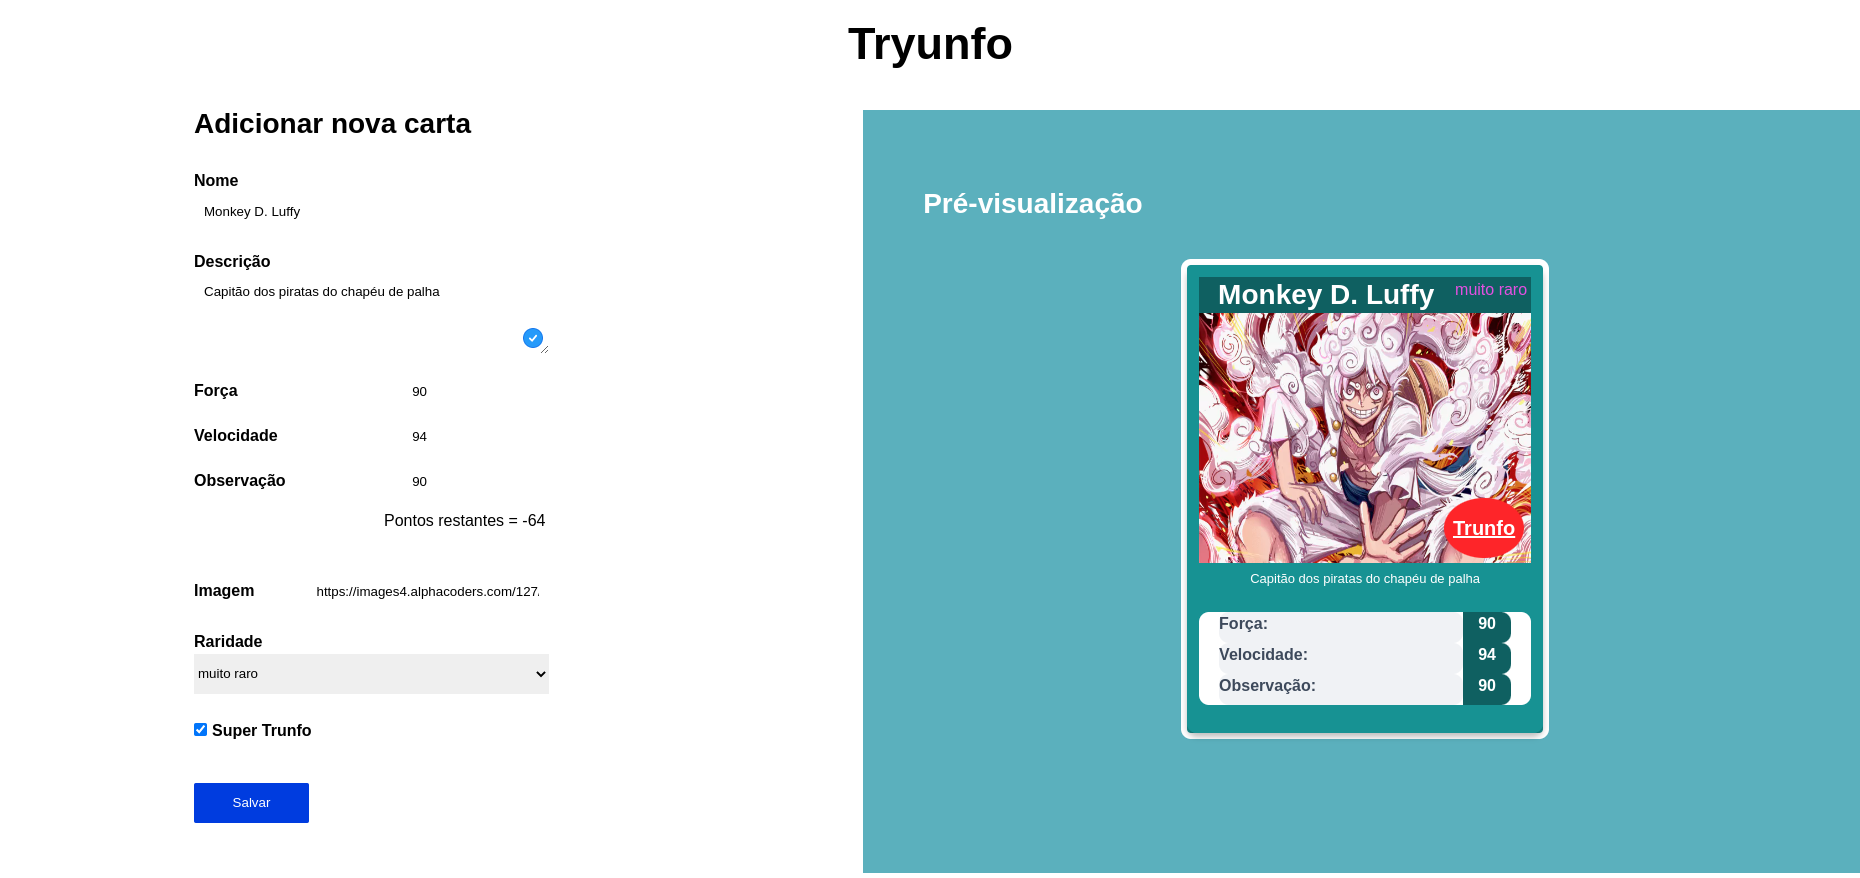 Tryunfo
Adicionar nova carta
Nome
Monkey D. Luffy
Descrição
Capitão dos piratas do chapéu de palha
Força 90
Velocidade 94
Observação 90
Pontos restantes = -64
Imagem https://images4.alphacoders.com/127.
Raridade
muito raro
Super Trunfo
Salvar
Pré-visualização
Monkey D. Luffy muito raro
Trunfo
Capitão dos piratas do chapéu de palha
Força: 90
Velocidade: 94
Observação: 90